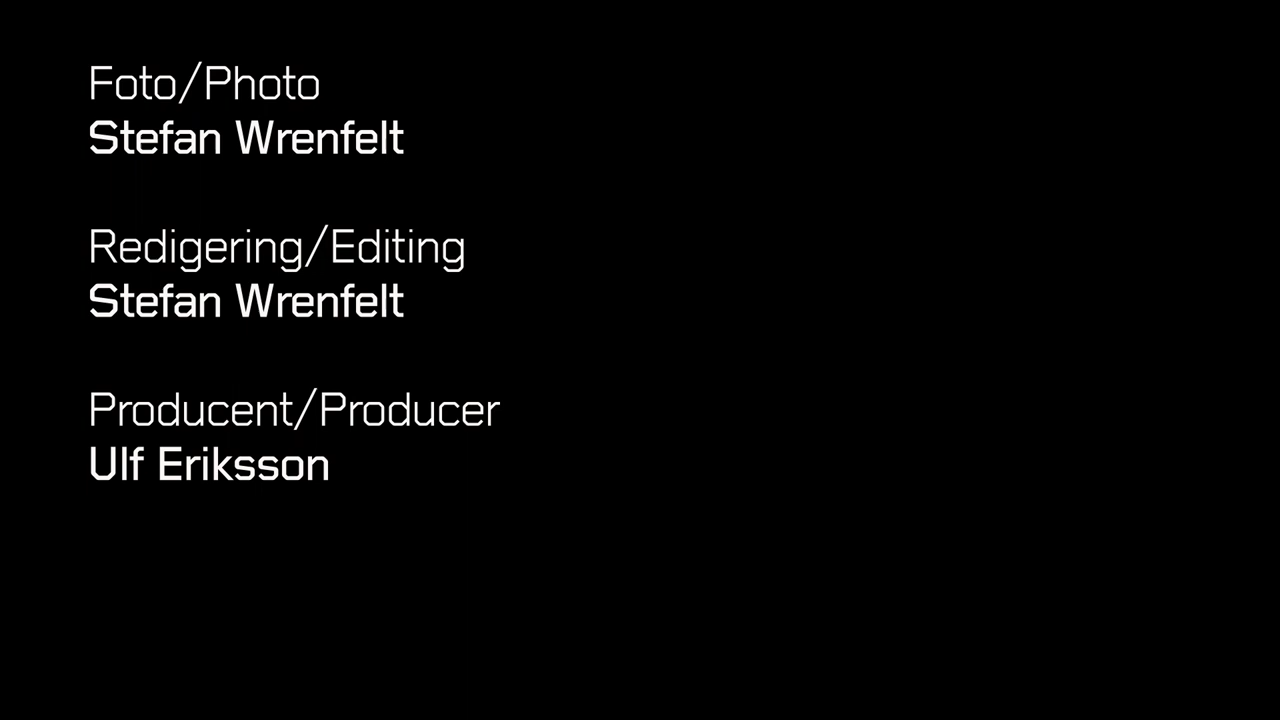 Foto/Photo
Stefan Wrenfelt
Redigering/Editing
Stefan Wrenfelt
Producent/Producer
Ulf Eriksson